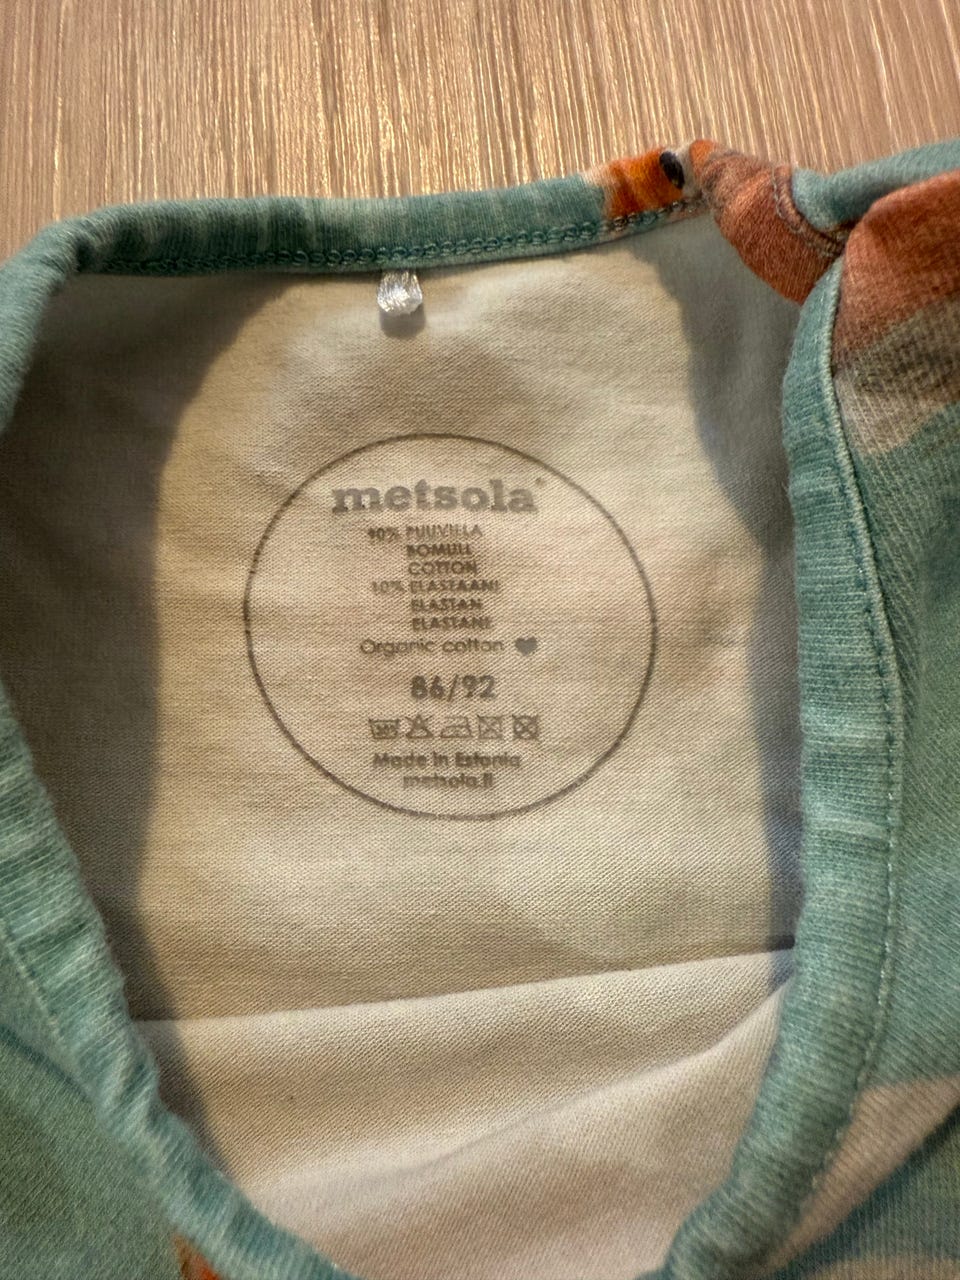 metsola
90% PUUVILLA
BOMULL
COTTON
10% ELASTAANI
ELASTAN
ELASTANE
Organic cotton
86/92
Made in Estonia
metsola.fi